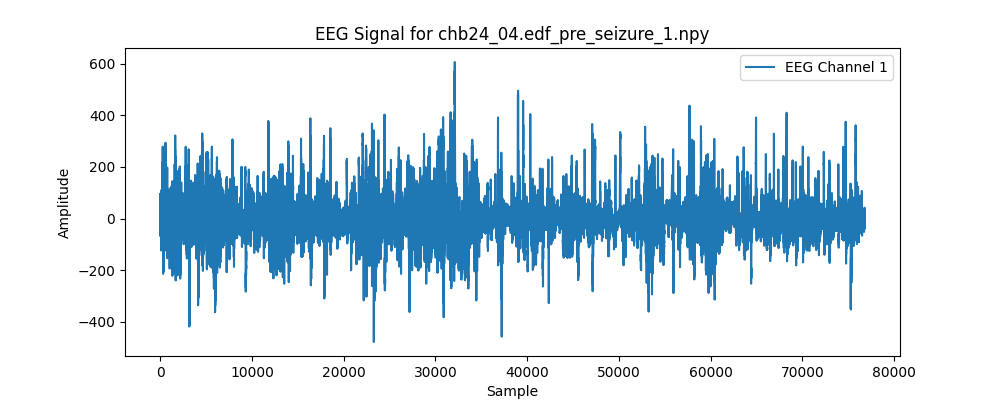 EEG Signal for chb24_04.edf_pre_seizure_1.npy
EEG Channel 1
600
400
200
0
−200
−400
Amplitude
0 10000 20000 30000 40000 50000 60000 70000 80000
Sample